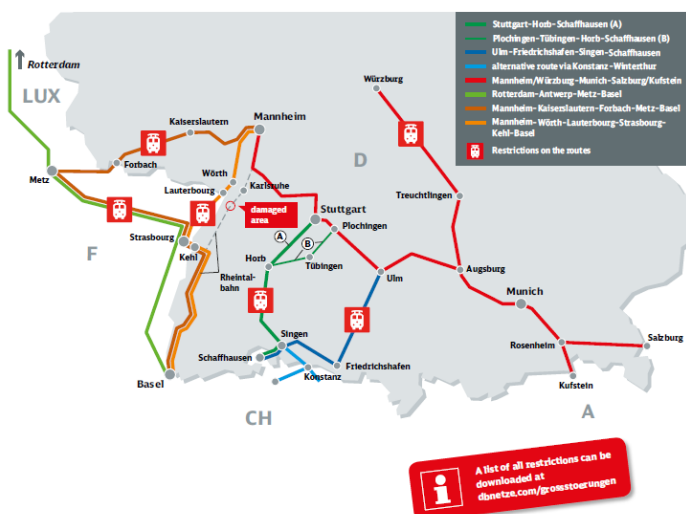 Stuttgart-Horb-Schaffhausen (A)
Plochingen-Tübingen-Horb-Schaffhausen (B)
Ulm-Friedrichshafen-Singen-Schaffhausen
alternative route via Konstanz-Winterthur
Mannheim/Würzburg-Munich-Salzburg/Kufstein
Rotterdam-Antwerp-Metz-Basel
Mannheim-Kaiserslautern-Forbach-Metz-Basel
Mannheim-Wörth-Lauterbourg-Strasbourg-
Kehl-Basel
Restrictions on the routes
Rotterdam
LUX
Würzburg
Kaiserslautern
Mannheim
D
Forbach
Metz
Wörth
Lauterbourg
Karlsruhe
Treuchtlingen
damaged
area
Stuttgart
Plochingen
Strasbourg
Kehl
A
B
F
Horb
Tübingen
Rheintal-
bahn
Ulm
Augsburg
Munich
Singen
Rosenheim
Salzburg
Schaffhausen
Friedrichshafen
Konstanz
Kufstein
Basel
CH
A
i
A list of all restrictions can be
downloaded at
dbnetze.com/grossstoerungen